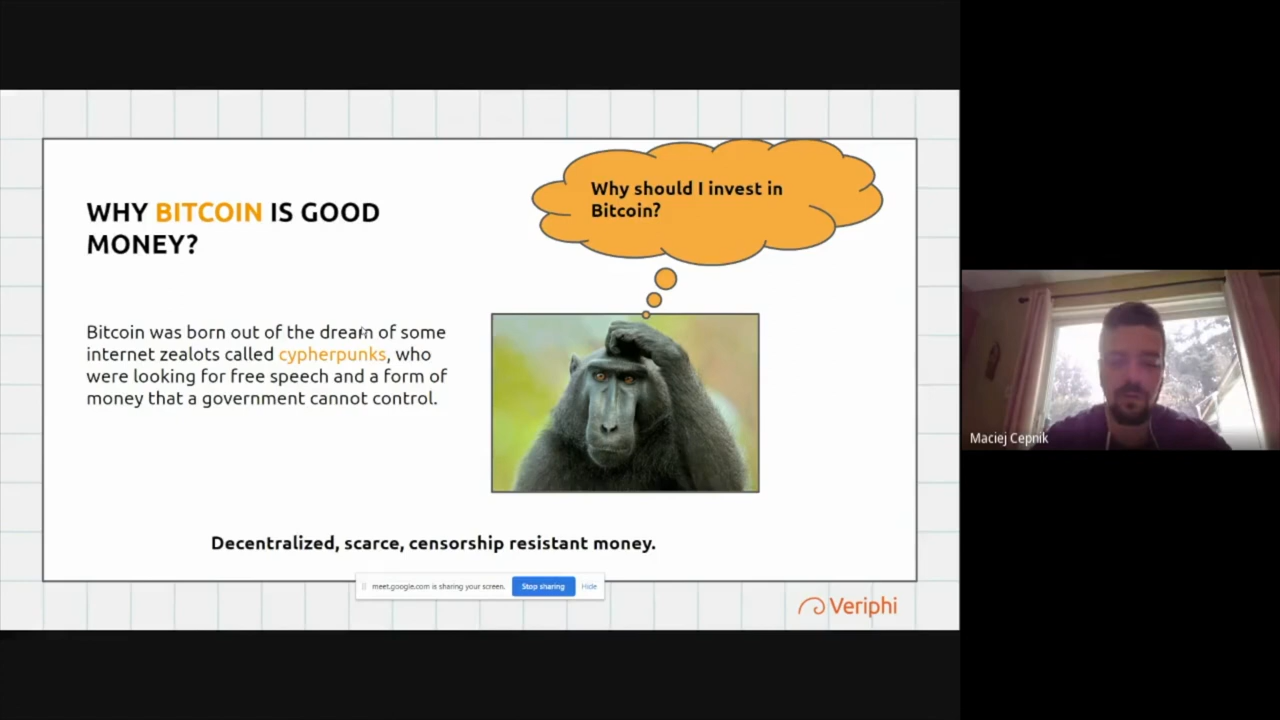 WHY BITCOIN IS GOOD
MONEY?
Why should I invest in
Bitcoin?
Bitcoin was born out of the dream of some
internet zealots called cypherpunks, who
were looking for free speech and a form of
money that a government cannot control.
Decentralized, scarce, censorship resistant money.
meet.google.com is sharing your screen. Stop sharing Hide
Veriphi
Maciej Cepnik